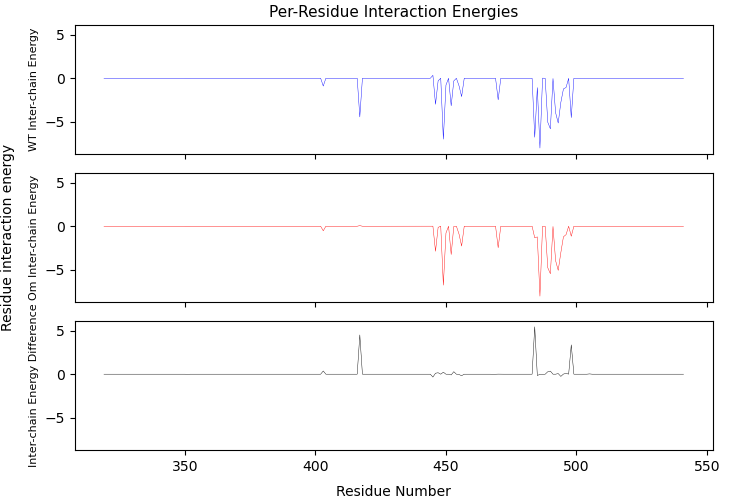 Per-Residue Interaction Energies
Residue interaction energy
WT Inter-chain Energy
5
0
−5
Om Inter-chain Energy
5
0
−5
Inter-chain Energy Difference
5
0
−5
350
400
450
500
550
Residue Number